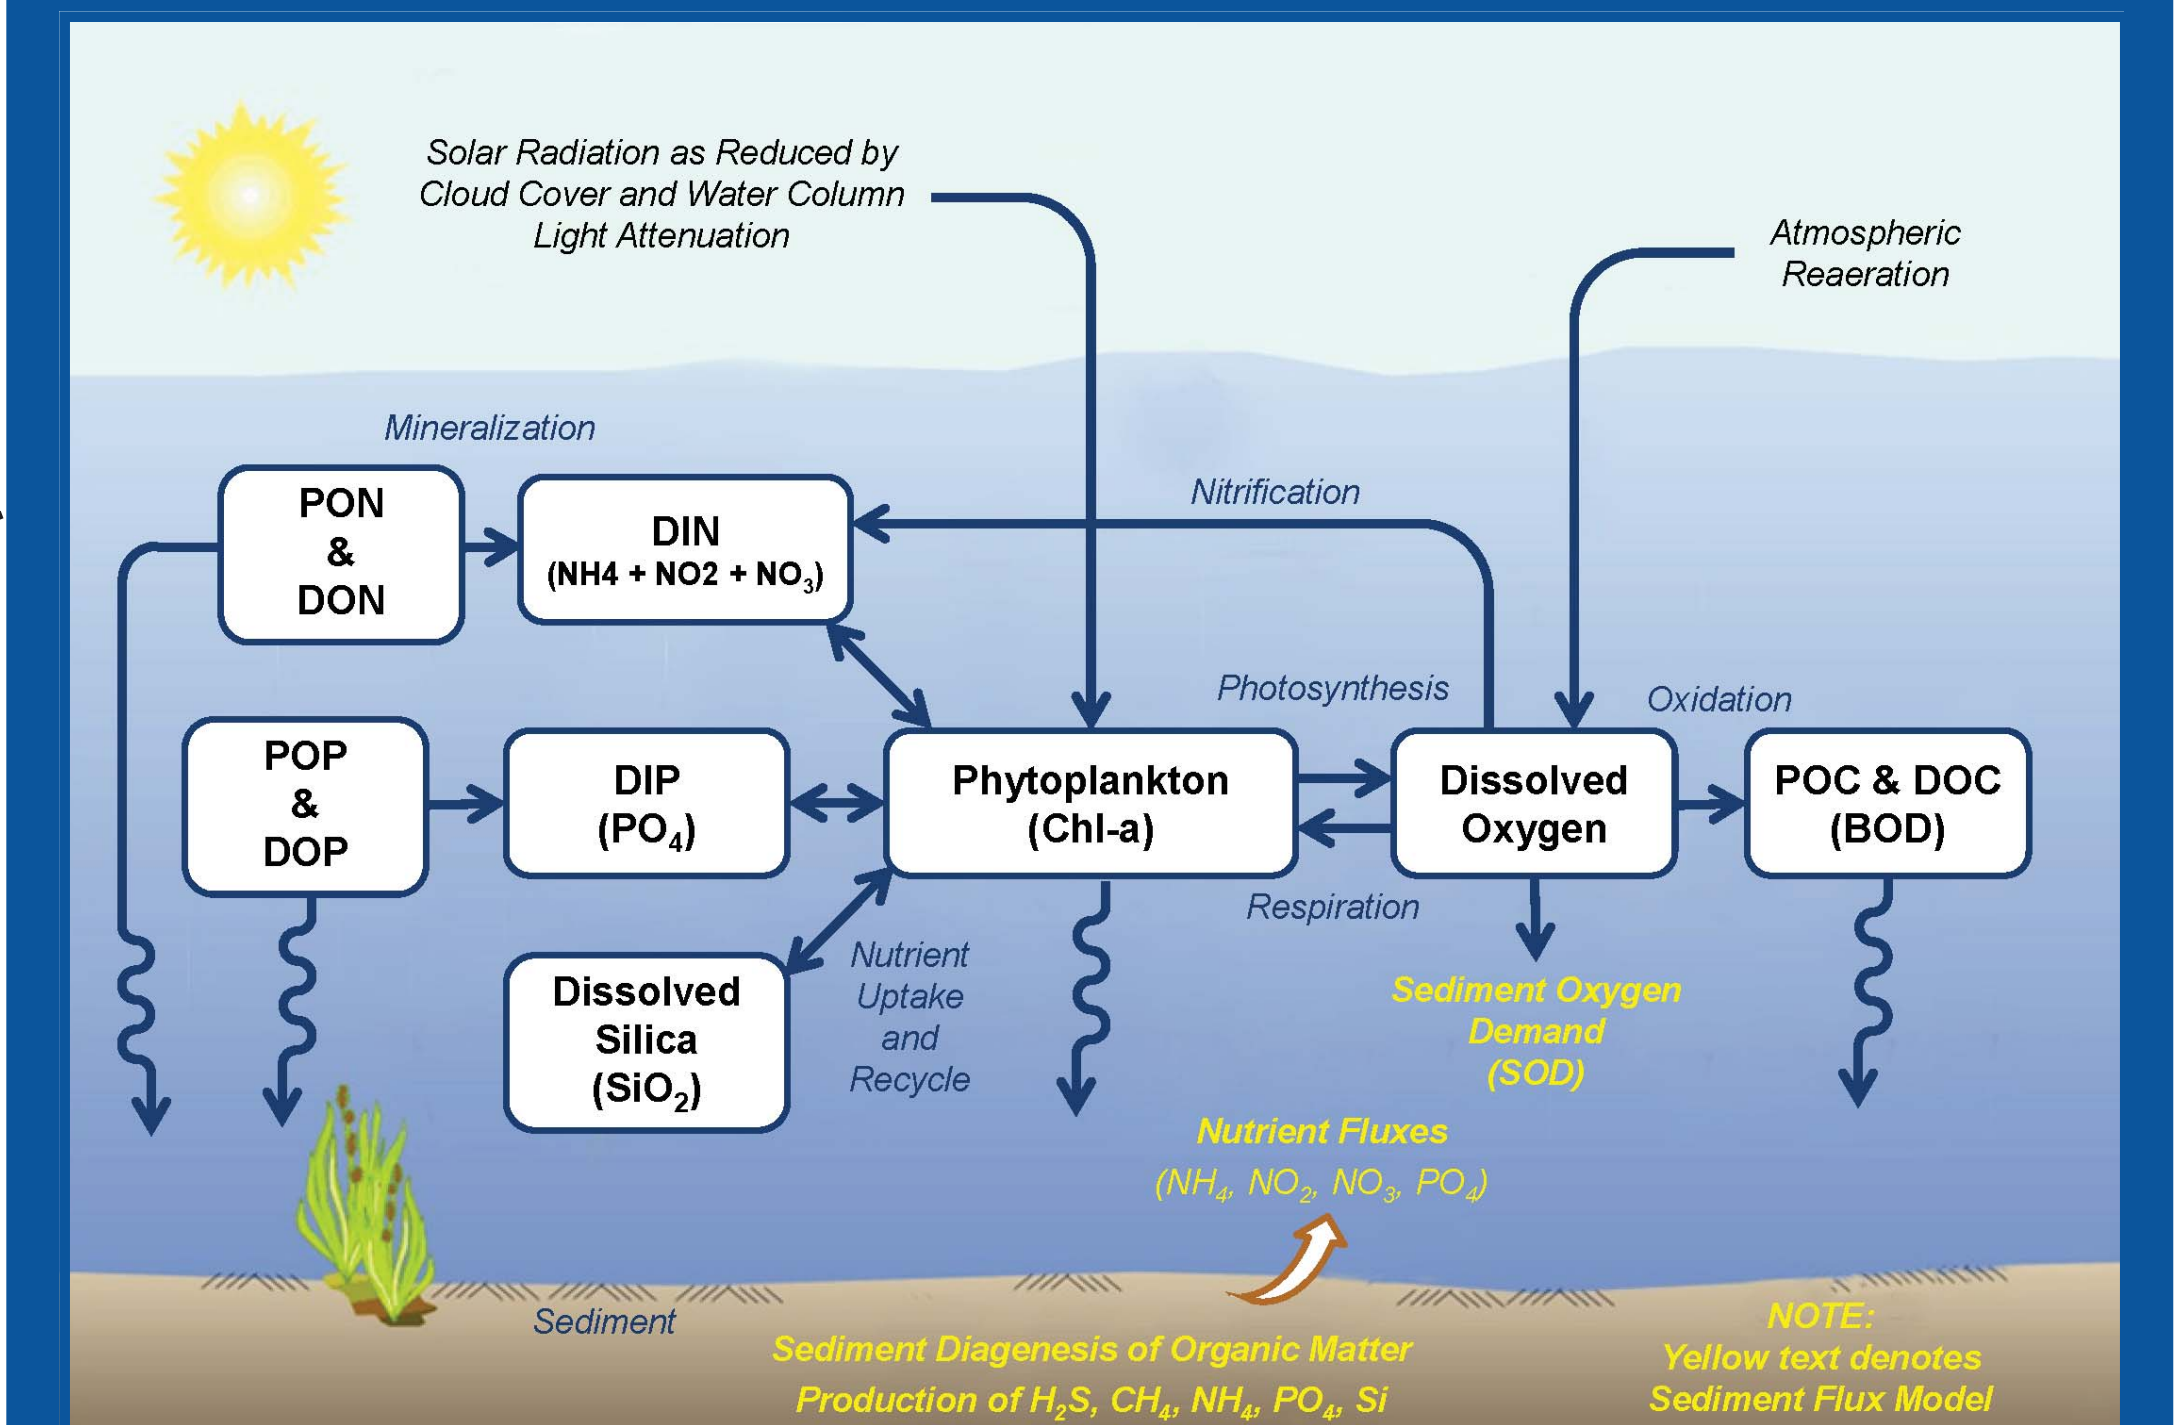 Solar Radiation as Reduced by
Cloud Cover and Water Column
Light Attenuation
Atmospheric
Reaeration
Mineralization
PON
&
DON
DIN
(NH4 + NO2 + NO₃)
Nitrification
Photosynthesis
Oxidation
POP
&
DOP
DIP
(PO₄)
Phytoplankton
(Chl-a)
Dissolved
Oxygen
POC & DOC
(BOD)
Respiration
Dissolved
Silica
(SiO₂)
Nutrient
Uptake
and
Recycle
Sediment Oxygen
Demand
(SOD)
Nutrient Fluxes
(NH₄, NO₂, NO₃, PO₄)
Sediment
Sediment Diagenesis of Organic Matter
Production of H₂S, CH₄, NH₄, PO₄, Si
NOTE:
Yellow text denotes
Sediment Flux Model